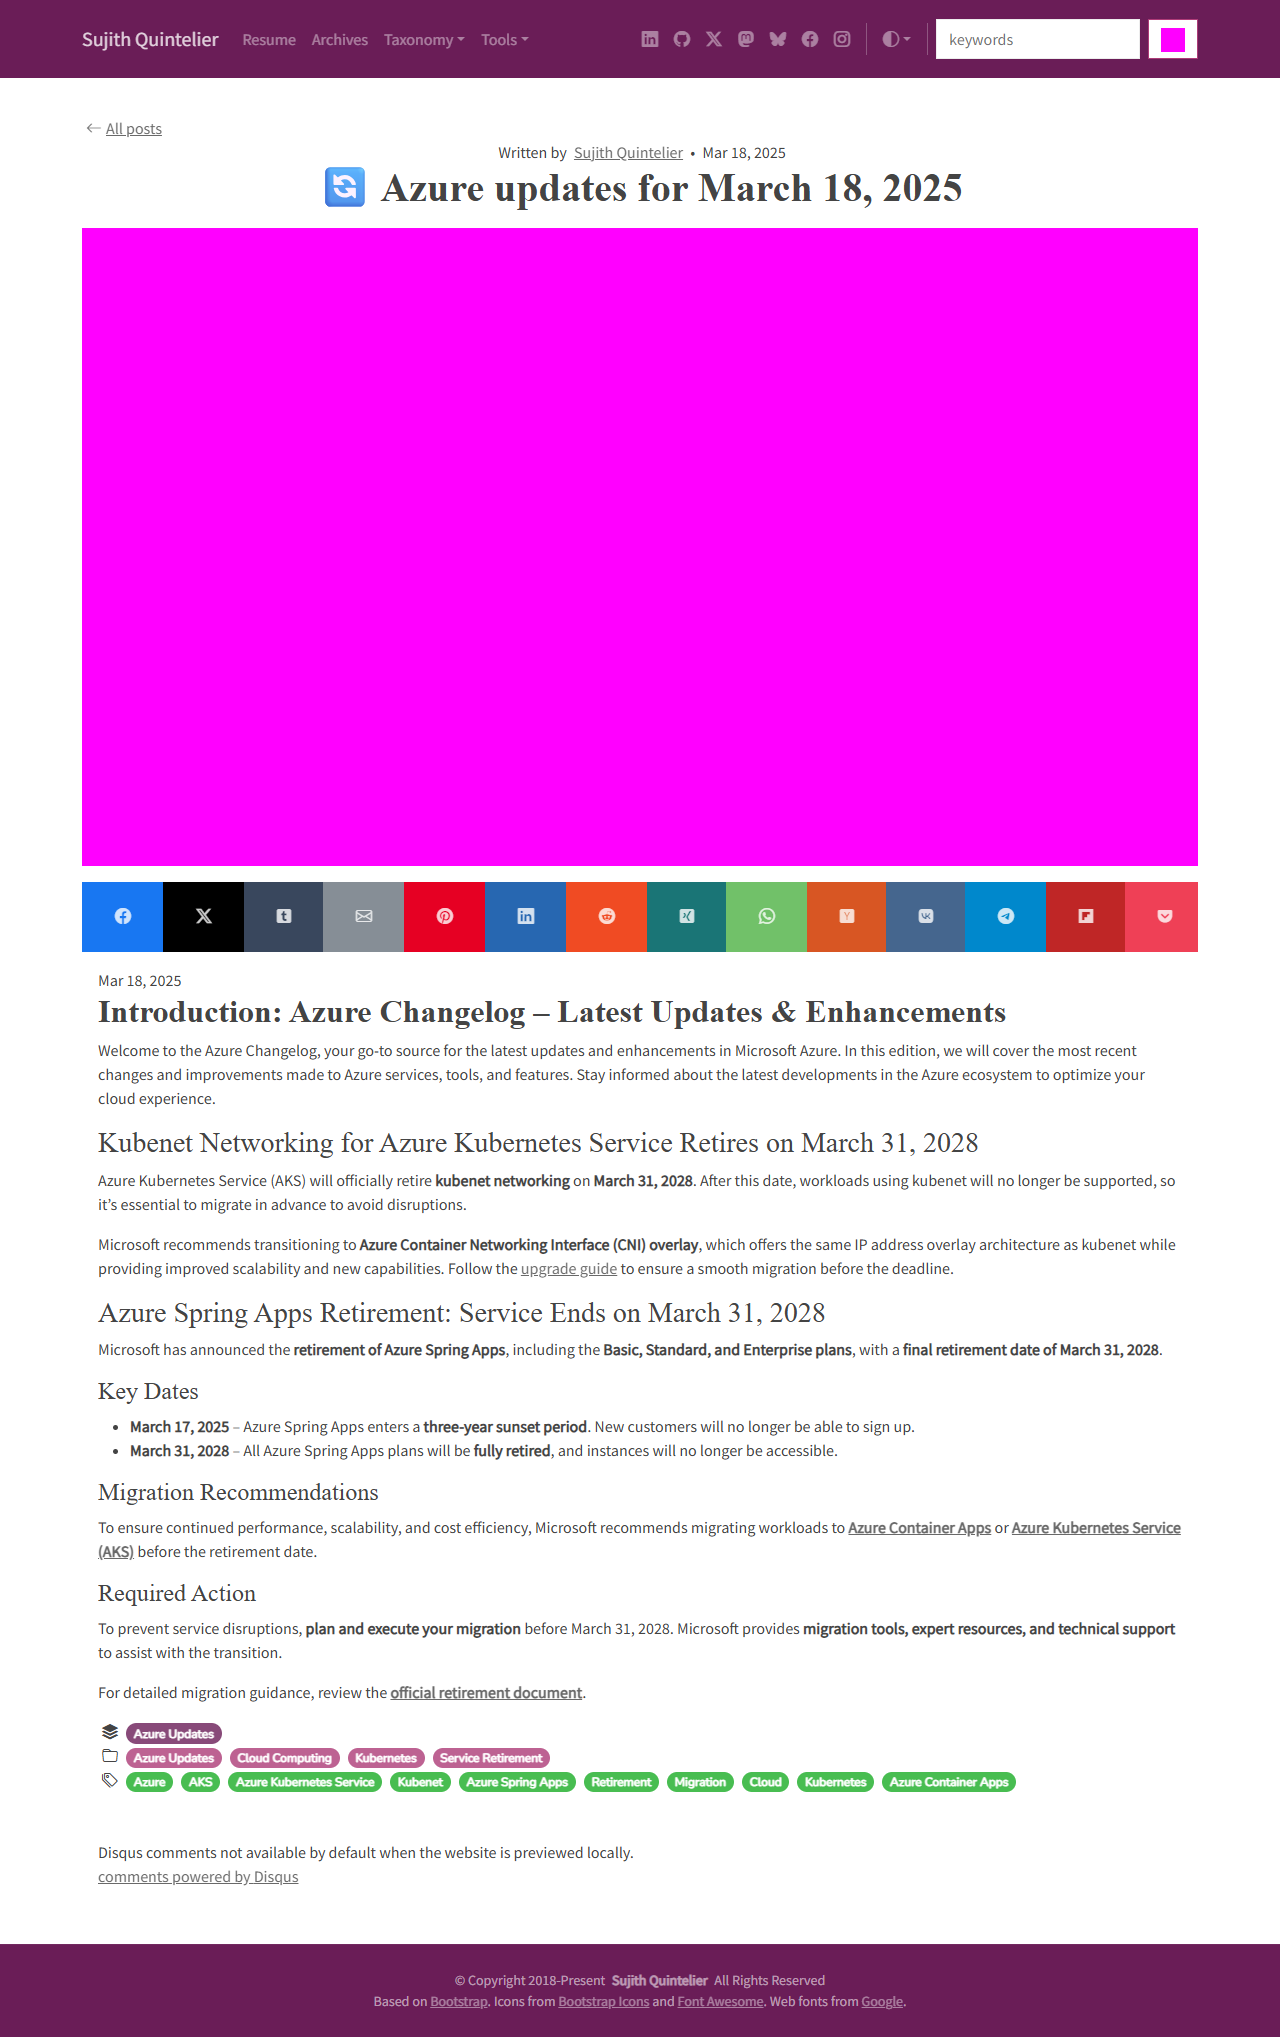 Sujith Quintelier Resume Archives Taxonomy Tools keywords
All posts
Written by Sujith Quintelier • Mar 18, 2025
Azure updates for March 18, 2025
Mar 18, 2025
Introduction: Azure Changelog – Latest Updates & Enhancements
Welcome to the Azure Changelog, your go-to source for the latest updates and enhancements in Microsoft Azure. In this edition, we will cover the most recent
changes and improvements made to Azure services, tools, and features. Stay informed about the latest developments in the Azure ecosystem to optimize your
cloud experience.
Kubenet Networking for Azure Kubernetes Service Retires on March 31, 2028
Azure Kubernetes Service (AKS) will officially retire kubenet networking on March 31, 2028. After this date, workloads using kubenet will no longer be supported, so
it’s essential to migrate in advance to avoid disruptions.
Microsoft recommends transitioning to Azure Container Networking Interface (CNI) overlay, which offers the same IP address overlay architecture as kubenet while
providing improved scalability and new capabilities. Follow the upgrade guide to ensure a smooth migration before the deadline.
Azure Spring Apps Retirement: Service Ends on March 31, 2028
Microsoft has announced the retirement of Azure Spring Apps, including the Basic, Standard, and Enterprise plans, with a final retirement date of March 31, 2028.
Key Dates
• March 17, 2025 – Azure Spring Apps enters a three-year sunset period. New customers will no longer be able to sign up.
• March 31, 2028 – All Azure Spring Apps plans will be fully retired, and instances will no longer be accessible.
Migration Recommendations
To ensure continued performance, scalability, and cost efficiency, Microsoft recommends migrating workloads to Azure Container Apps or Azure Kubernetes Service
(AKS) before the retirement date.
Required Action
To prevent service disruptions, plan and execute your migration before March 31, 2028. Microsoft provides migration tools, expert resources, and technical support
to assist with the transition.
For detailed migration guidance, review the official retirement document.
Azure Updates
Azure Updates Cloud Computing Kubernetes Service Retirement
Azure AKS Azure Kubernetes Service Kubenet Azure Spring Apps Retirement Migration Cloud Kubernetes Azure Container Apps
Disqus comments not available by default when the website is previewed locally.
comments powered by Disqus
© Copyright 2018-Present Sujith Quintelier All Rights Reserved
Based on Bootstrap. Icons from Bootstrap Icons and Font Awesome. Web fonts from Google.